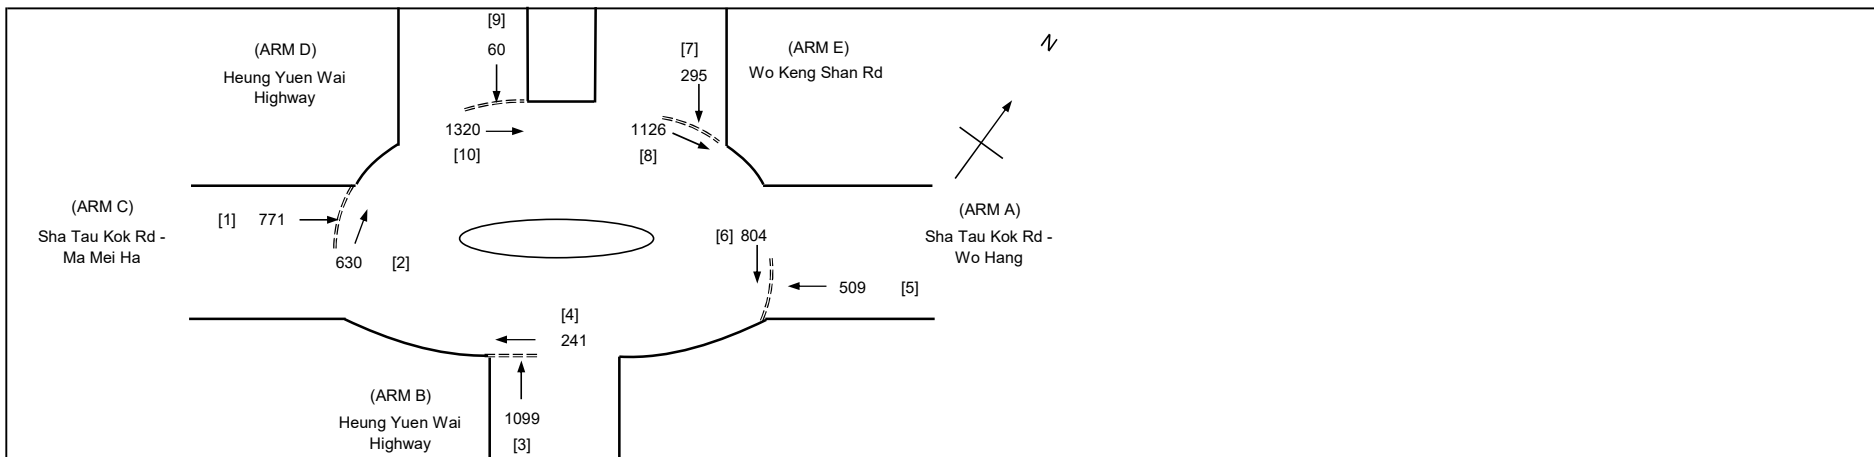 [9]
60
(ARM D)
Heung Yuen Wai
Highway
[7]
295
(ARM E)
Wo Keng Shan Rd
N
1320
[10]
1126
[8]
(ARM C)
Sha Tau Kok Rd -
Ma Mei Ha
[1] 771
630 [2]
[6] 804
(ARM A)
Sha Tau Kok Rd -
Wo Hang
509 [5]
[4]
241
(ARM B)
Heung Yuen Wai
Highway
1099
[3]